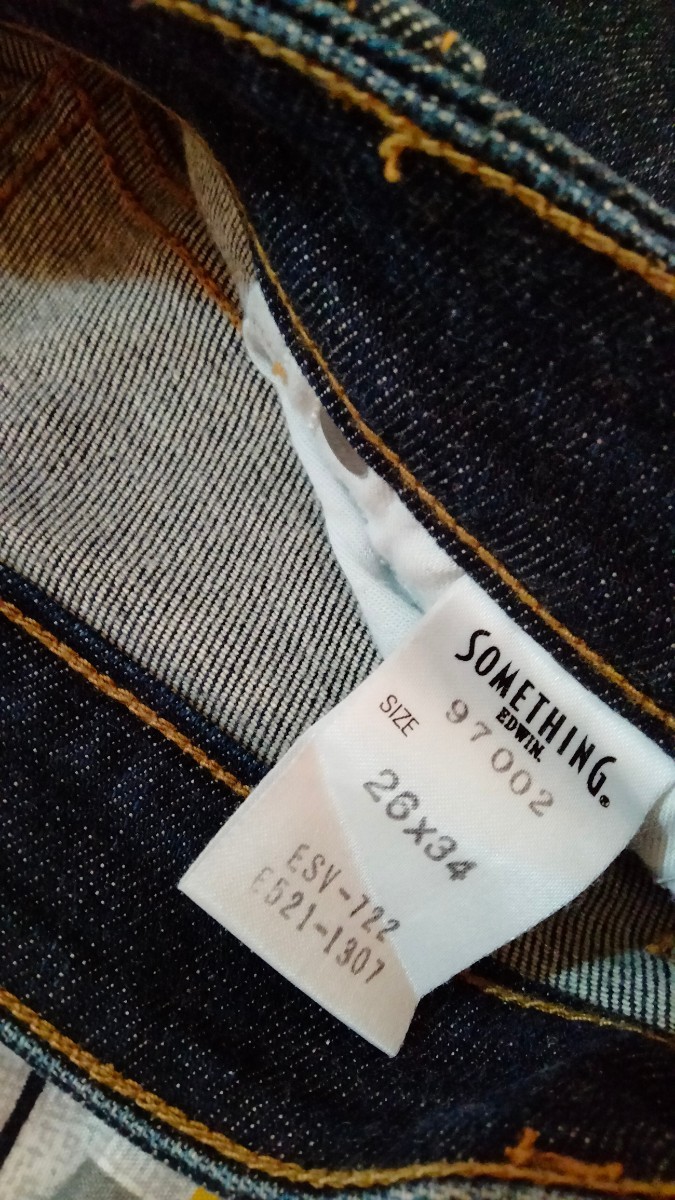 SOMETHING®
EDWIN.
97002
SIZE
26x34
ESV-722
E521-1307